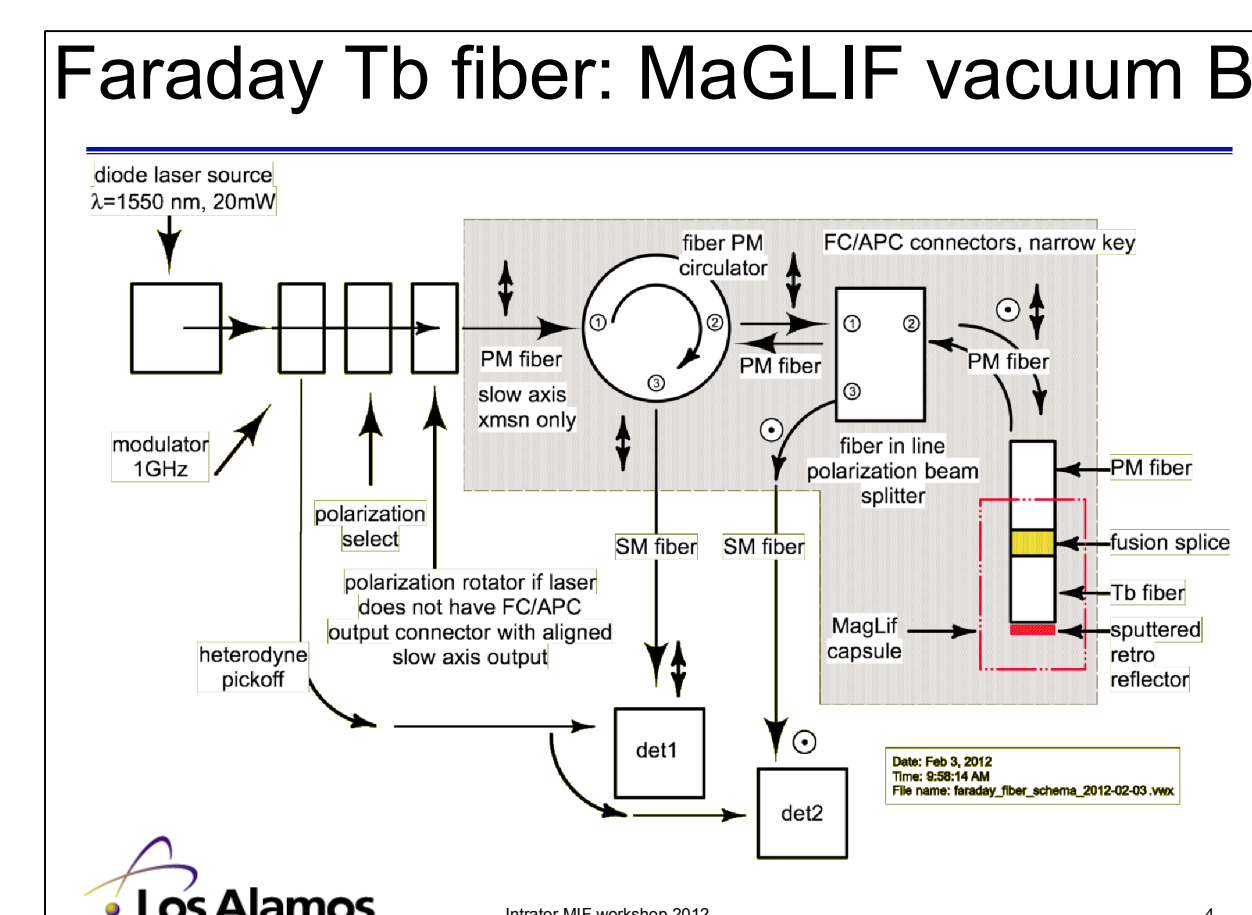 Faraday Tb fiber: MaGLIF vacuum B
diode laser source
λ=1550 nm, 20mW
fiber PM
circulator
FC/APC connectors, narrow key
1
2
3
1
2
3
PM fiber
slow axis
xmsn only
PM fiber
PM fiber
modulator
1GHz
fiber in line
polarization beam
splitter
PM fiber
polarization
select
SM fiber
SM fiber
fusion splice
polarization rotator if laser
does not have FC/APC
output connector with aligned
slow axis output
Tb fiber
MagLif
capsule
sputtered
retro
reflector
heterodyne
pickoff
det1
det2
Date: Feb 3, 2012
Time: 9:58:14 AM
File name: faraday_fiber_schema_2012-02-03.vwx
Los Alamos
Intrator MIF workshop 2012
4